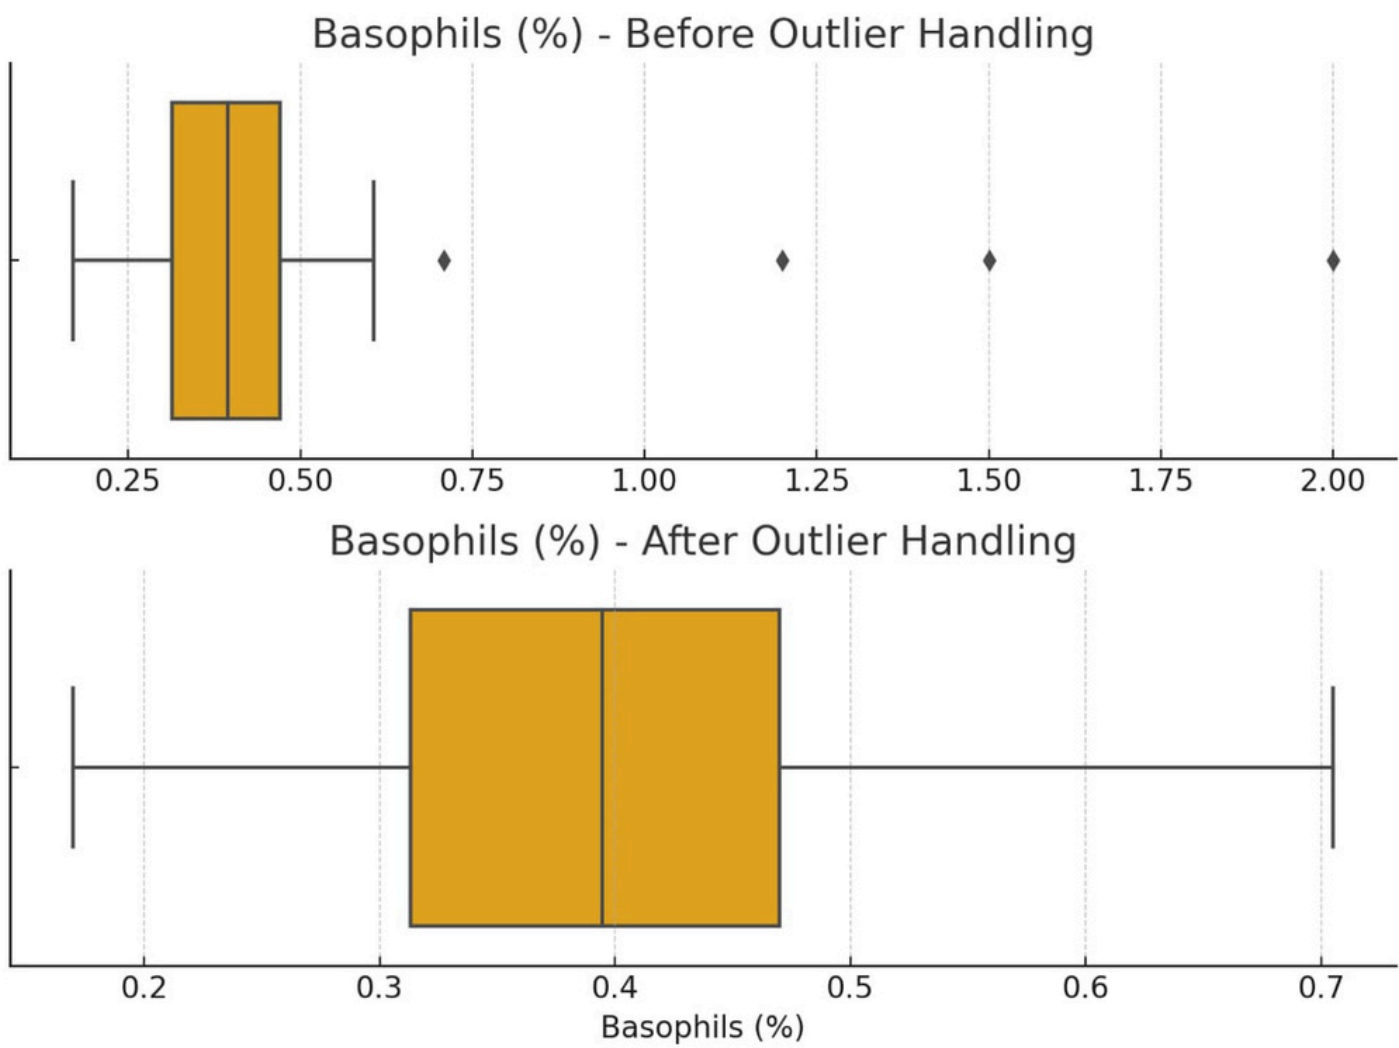 Basophils (%) - Before Outlier Handling
0.25 0.50 0.75 1.00 1.25 1.50 1.75 2.00
Basophils (%) - After Outlier Handling
0.2 0.3 0.4 0.5 0.6 0.7
Basophils (%)